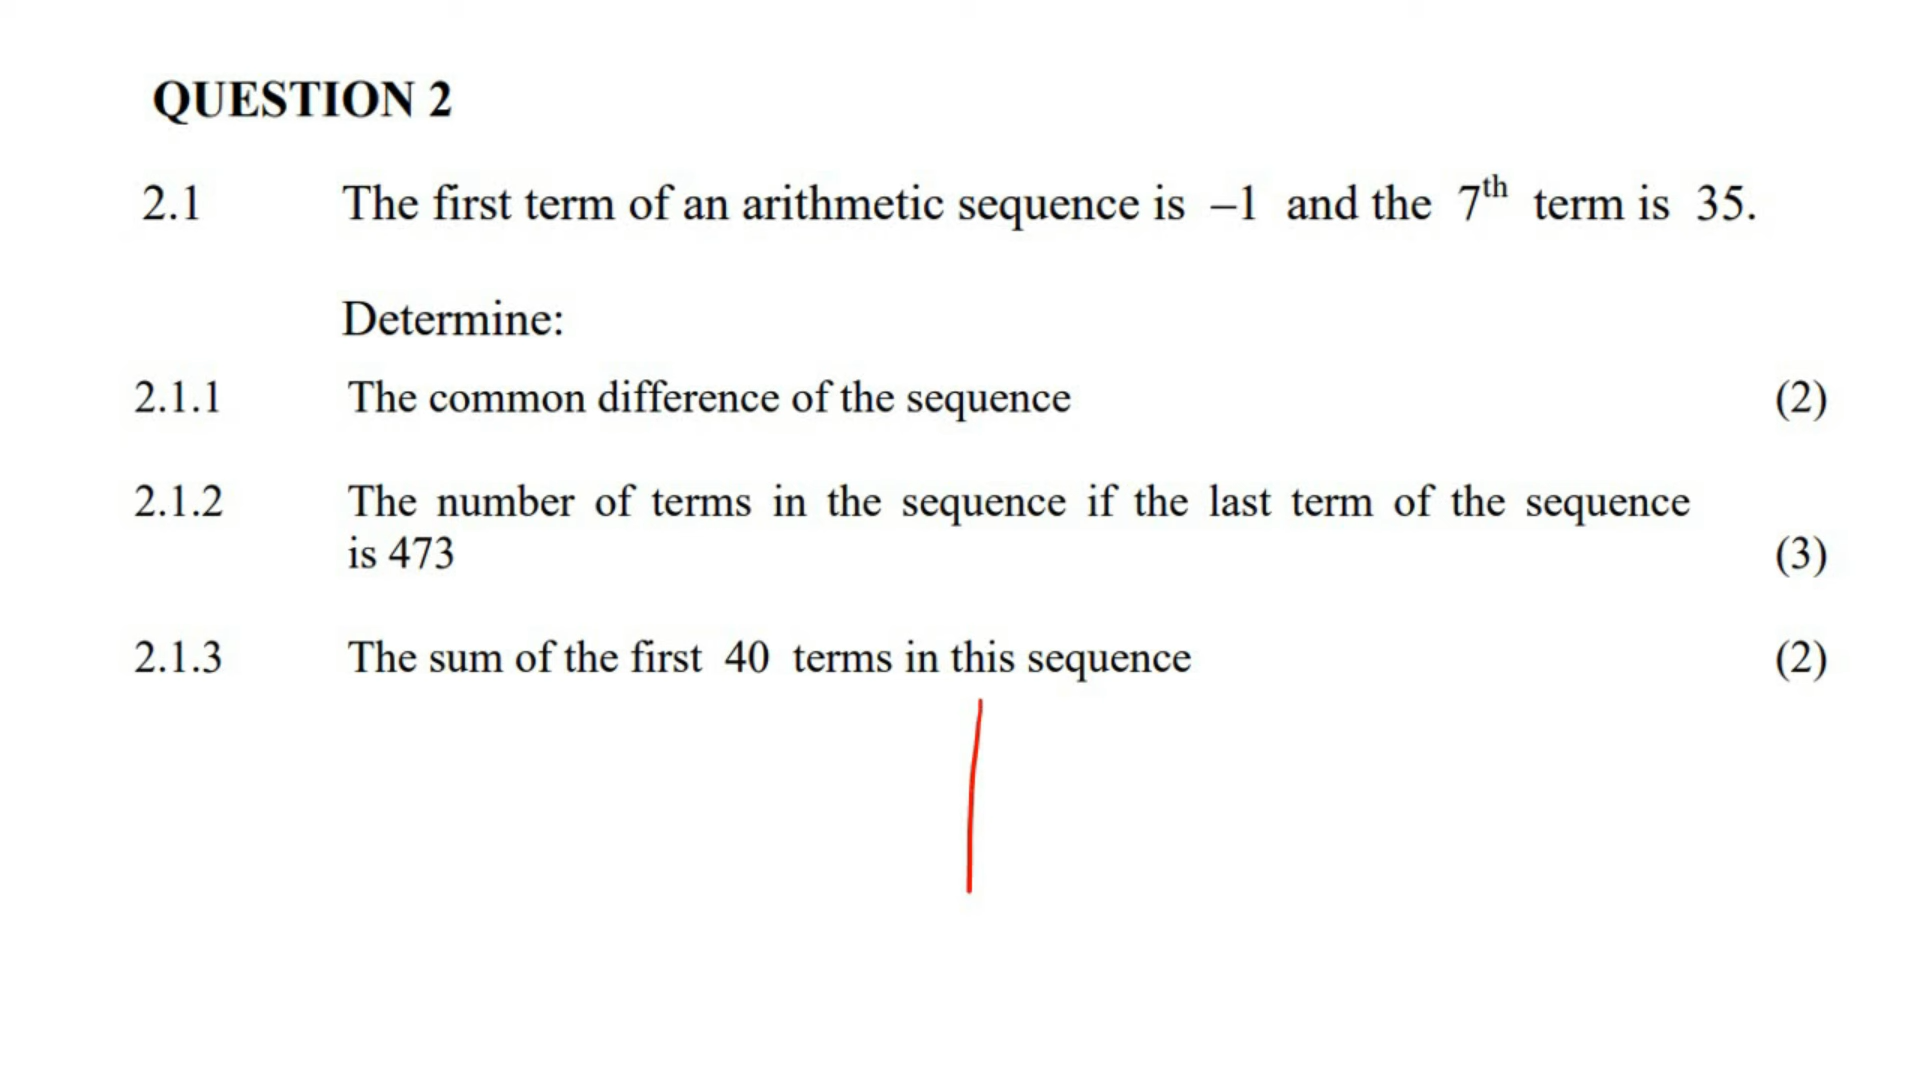 QUESTION 2
2.1 The first term of an arithmetic sequence is –1 and the 7th term is 35.
Determine:
2.1.1 The common difference of the sequence (2)
2.1.2 The number of terms in the sequence if the last term of the sequence
is 473 (3)
2.1.3 The sum of the first 40 terms in this sequence (2)